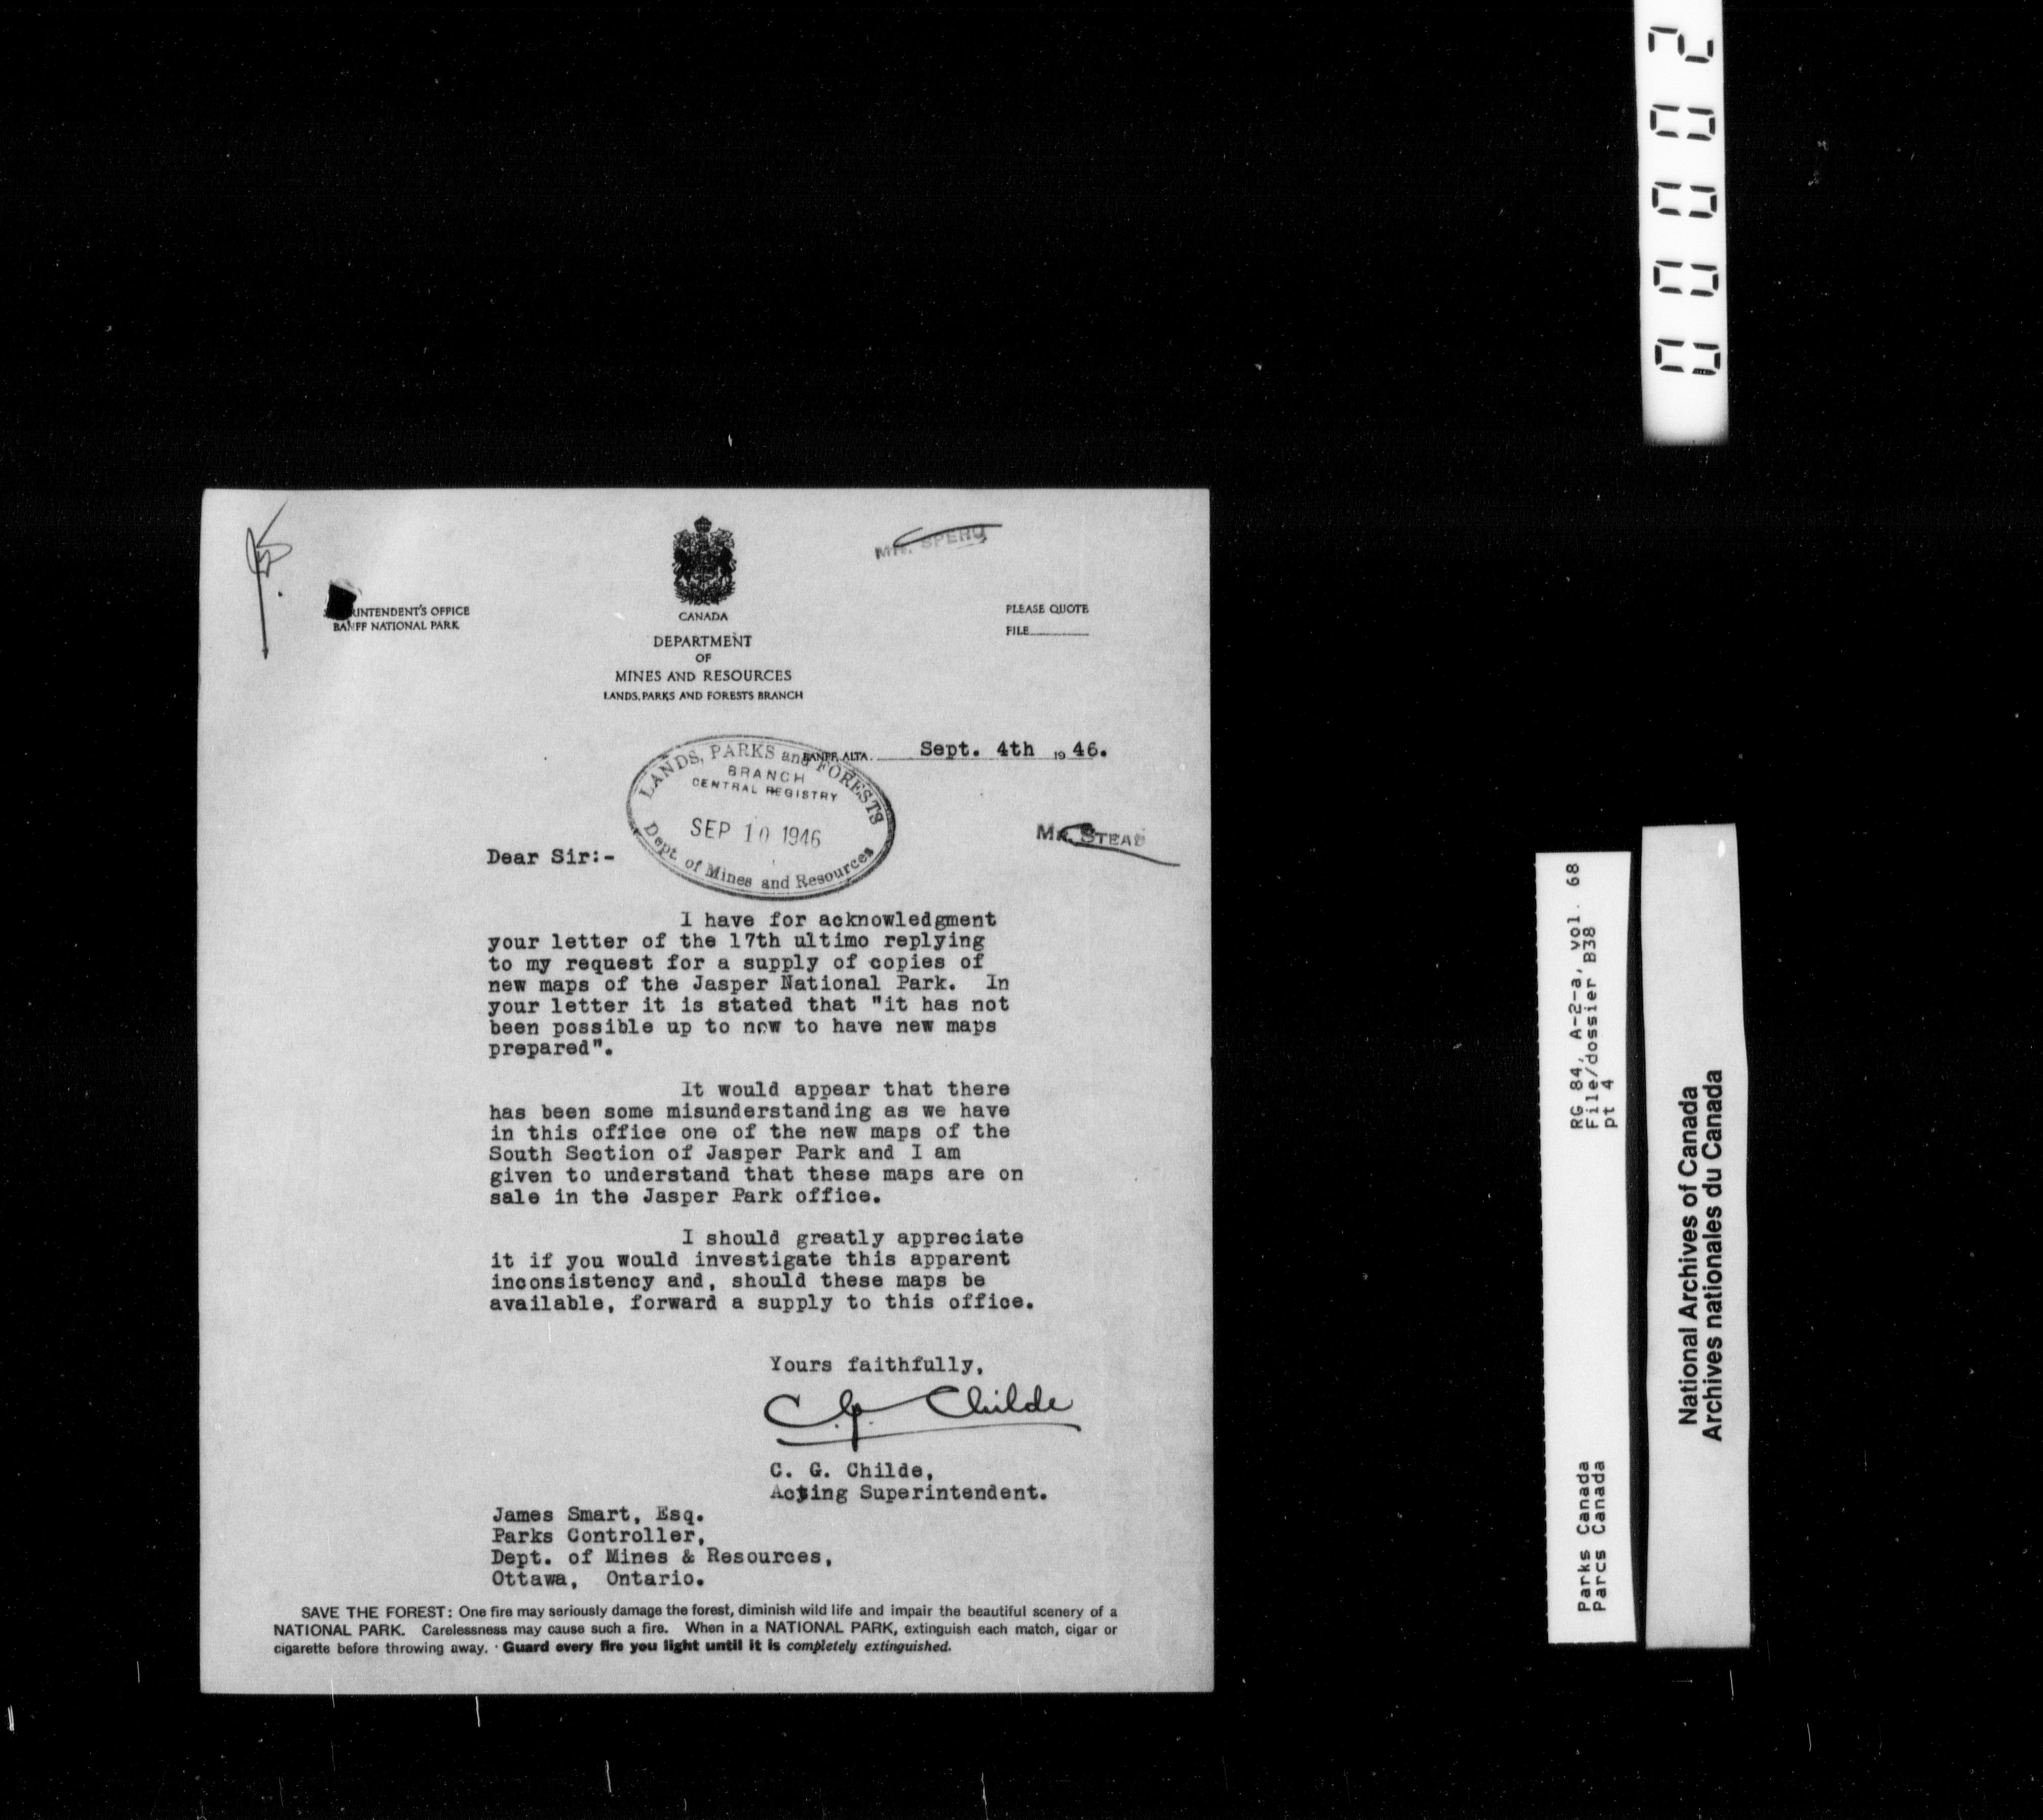 MR. SPERO
SUPERINTENDENT'S OFFICE
BANFF NATIONAL PARK
CANADA
DEPARTMENT
OF
MINES AND RESOURCES
LANDS, PARKS AND FORESTS BRANCH
PLEASE QUOTE
FILE
BANFF, ALTA. Sept. 4th 1946.
LANDS, PARKS and FORESTS
BRANCH
CENTRAL REGISTRY
SEP 10 1946
Dept. of Mines and Resources
MR. STEAD
Dear Sir:-
I have for acknowledgment
your letter of the 17th ultimo replying
to my request for a supply of copies of
new maps of the Jasper National Park. In
your letter it is stated that "it has not
been possible up to now to have new maps
prepared".
It would appear that there
has been some misunderstanding as we have
in this office one of the new maps of the
South Section of Jasper Park and I am
given to understand that these maps are on
sale in the Jasper Park office.
I should greatly appreciate
it if you would investigate this apparent
inconsistency and, should these maps be
available, forward a supply to this office.
Yours faithfully,
C.G. Childe
C. G. Childe,
Acting Superintendent.
James Smart, Esq.
Parks Controller,
Dept. of Mines & Resources,
Ottawa, Ontario.
SAVE THE FOREST: One fire may seriously damage the forest, diminish wild life and impair the beautiful scenery of a
NATIONAL PARK. Carelessness may cause such a fire. When in a NATIONAL PARK, extinguish each match, cigar or
cigarette before throwing away. Guard every fire you light until it is completely extinguished.
00002
Parks Canada RG 84, A-2-a, vol. 68
Parcs Canada File/dossier B38
pt 4
National Archives of Canada
Archives nationales du Canada